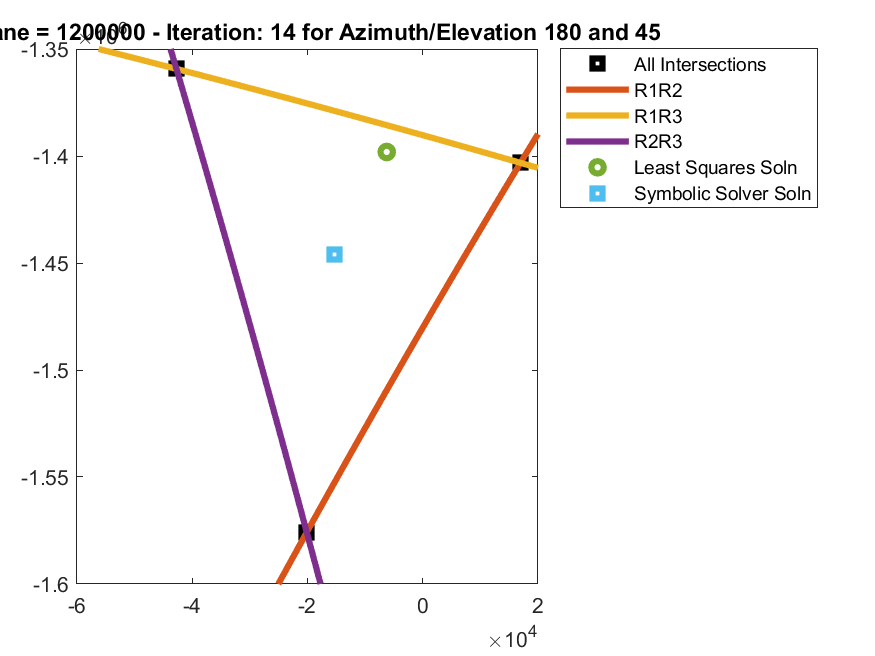 ane = 1200000 - Iteration: 14 for Azimuth/Elevation 180 and 45
×10^6
-1.35
-1.4
-1.45
-1.5
-1.55
-1.6
-6
-4
-2
0
2
×10^4
All Intersections
R1R2
R1R3
R2R3
Least Squares Soln
Symbolic Solver Soln